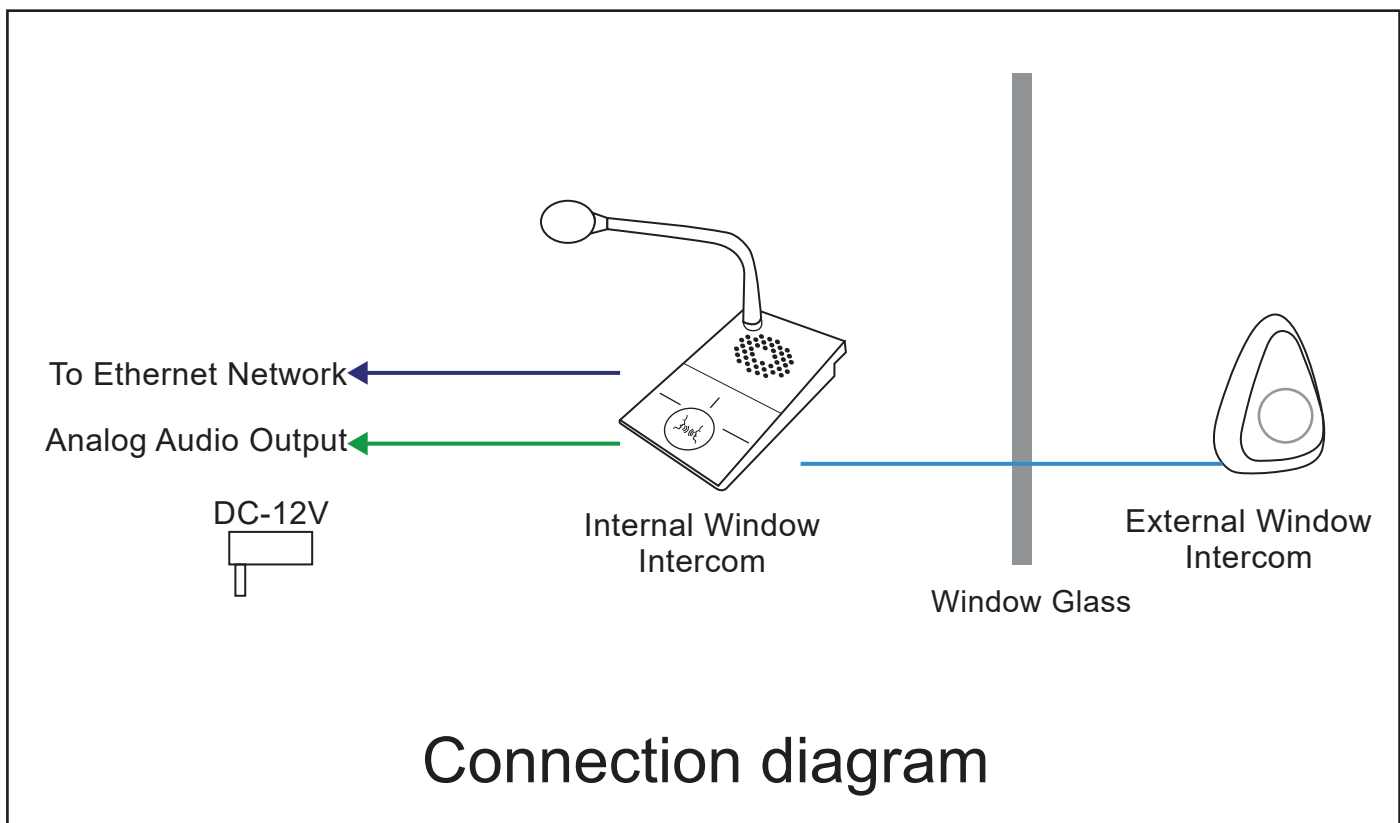 To Ethernet Network
Analog Audio Output
DC-12V
Internal Window
Intercom
External Window
Intercom
Window Glass
Connection diagram